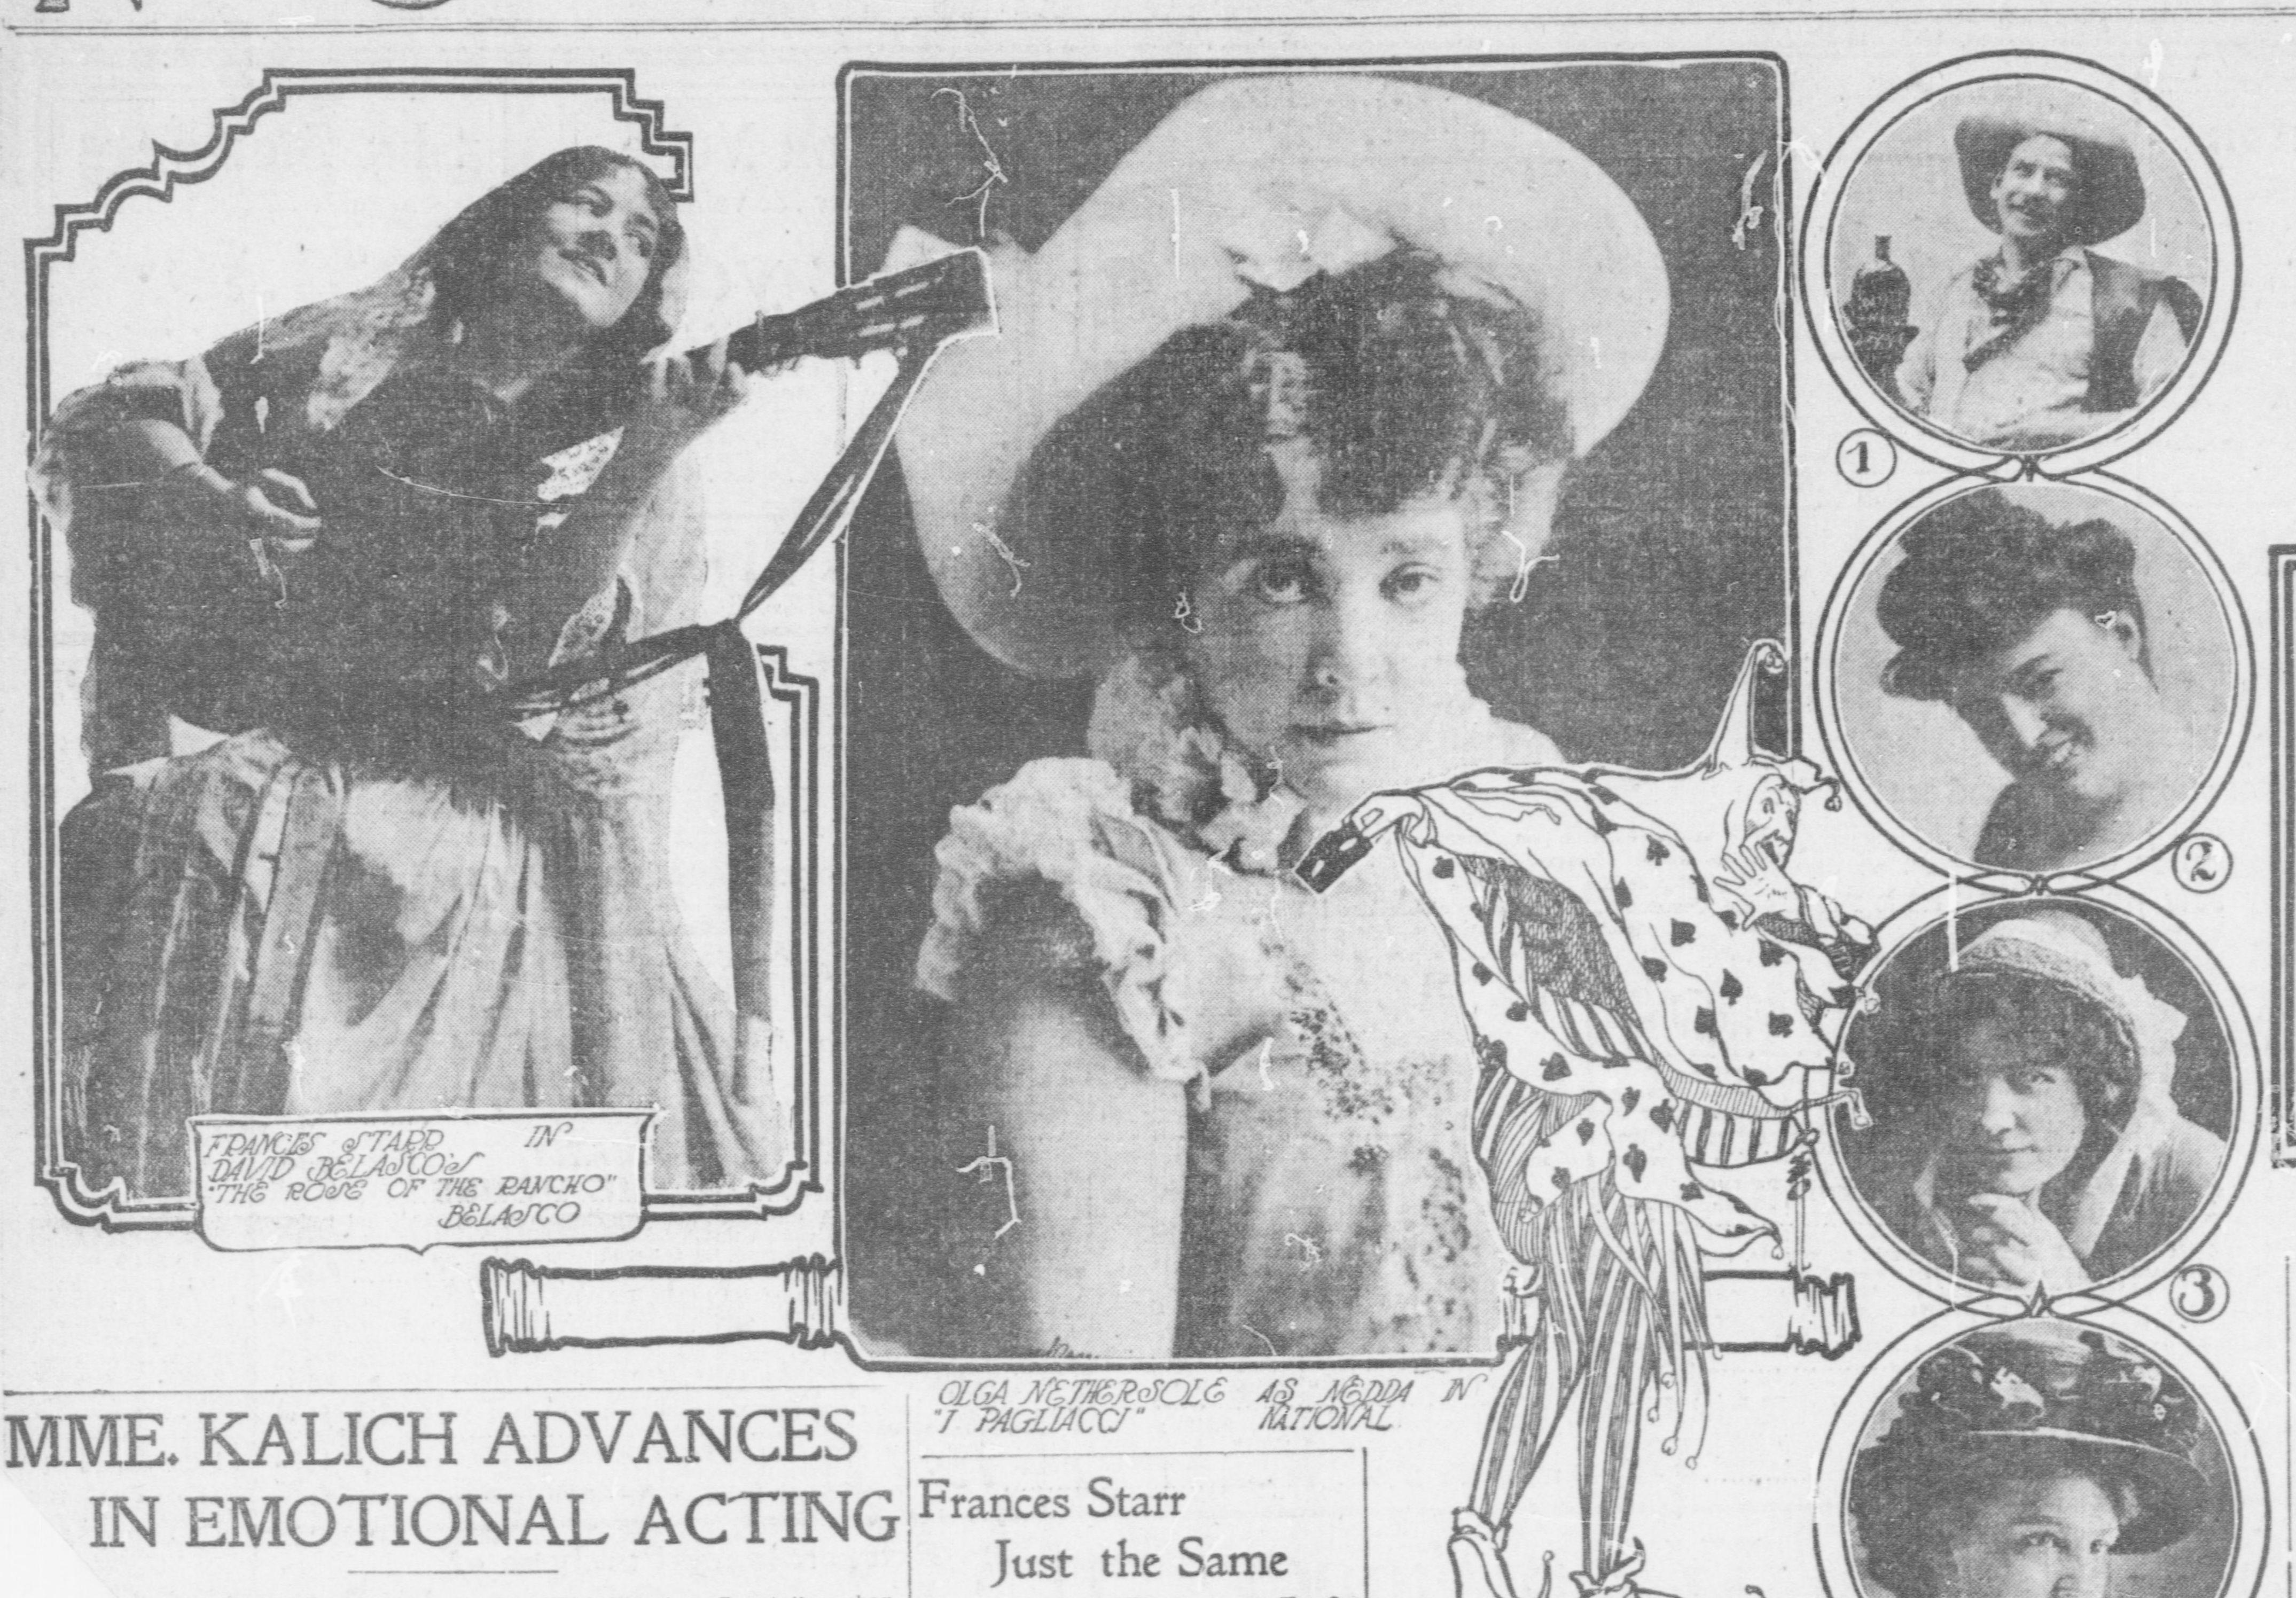 FRANCES STARR IN
DAVID BELASCO'S
"THE ROSE OF THE RANCHO"
BELASCO
OLGA NETHERSOLE AS NEDDA IN
"I PAGLIACCI" NATIONAL
1
2
3
MME. KALICH ADVANCES
IN EMOTIONAL ACTING
Frances Starr
Just the Same